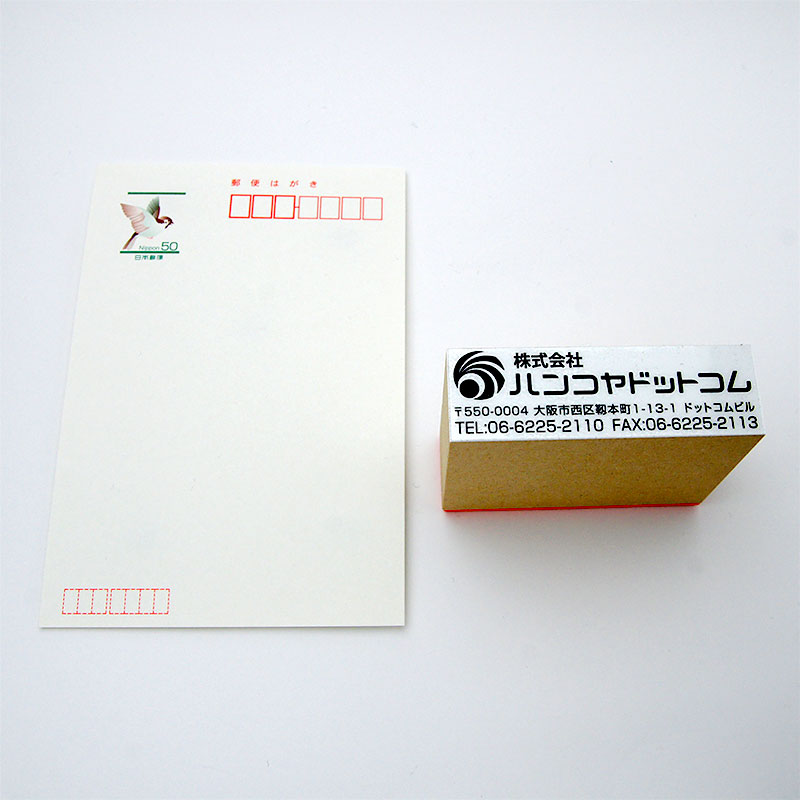 郵便はがき
Nippon 50
日本郵便
株式会社
ハンコヤドットコム
〒550-0004 大阪市西区靱本町1-13-1 ドットコムビル
TEL:06-6225-2110 FAX:06-6225-2113